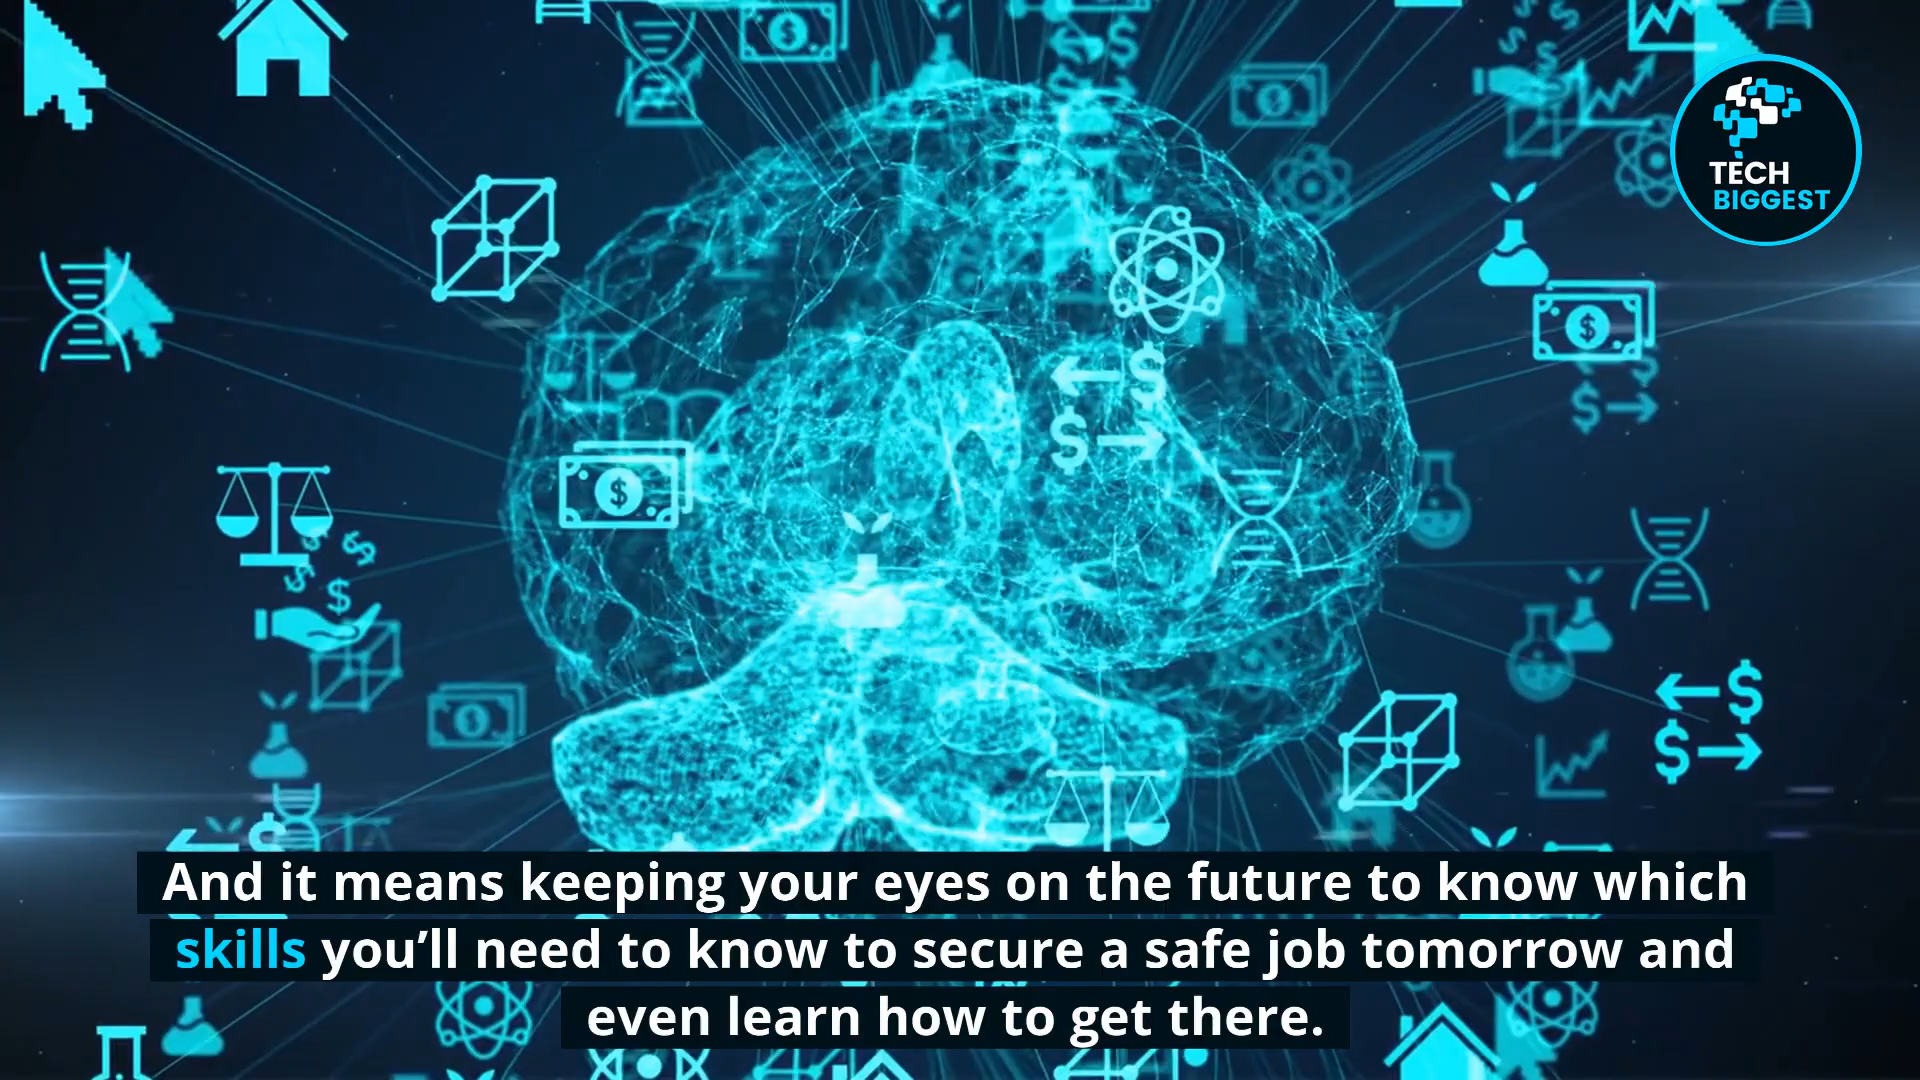 TECH
BIGGEST
And it means keeping your eyes on the future to know which
skills you’ll need to know to secure a safe job tomorrow and
even learn how to get there.